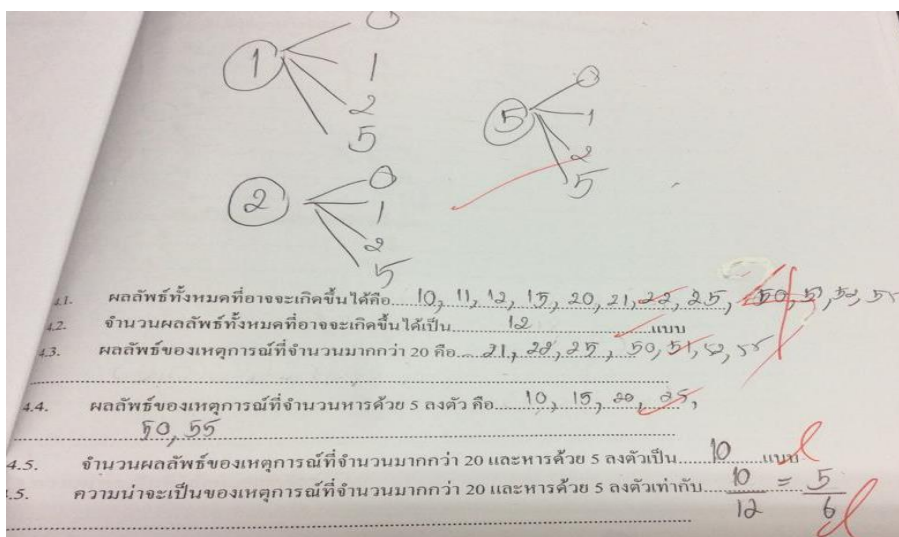 0
1 1
2
5
0
5 1
2
5
0
2 1
2
5
4.1. ผลลัพธ์ทั้งหมดที่อาจจะเกิดขึ้นได้คือ 10, 11, 12, 15, 20, 21, 22, 25, 50, 51, 52, 55
4.2. จำนวนผลลัพธ์ทั้งหมดที่อาจจะเกิดขึ้นได้เป็น 12 แบบ
4.3. ผลลัพธ์ของเหตุการณ์ที่จำนวนมากกว่า 20 คือ 21, 22, 25, 50, 51, 52, 55
4.4. ผลลัพธ์ของเหตุการณ์ที่จำนวนหารด้วย 5 ลงตัว คือ 10, 15, 20, 25,
50, 55
4.5. จำนวนผลลัพธ์ของเหตุการณ์ที่จำนวนมากกว่า 20 และหารด้วย 5 ลงตัวเป็น 10 แบบ
.5. ความน่าจะเป็นของเหตุการณ์ที่จำนวนมากกว่า 20 และหารด้วย 5 ลงตัวเท่ากับ 10 = 5
12 6